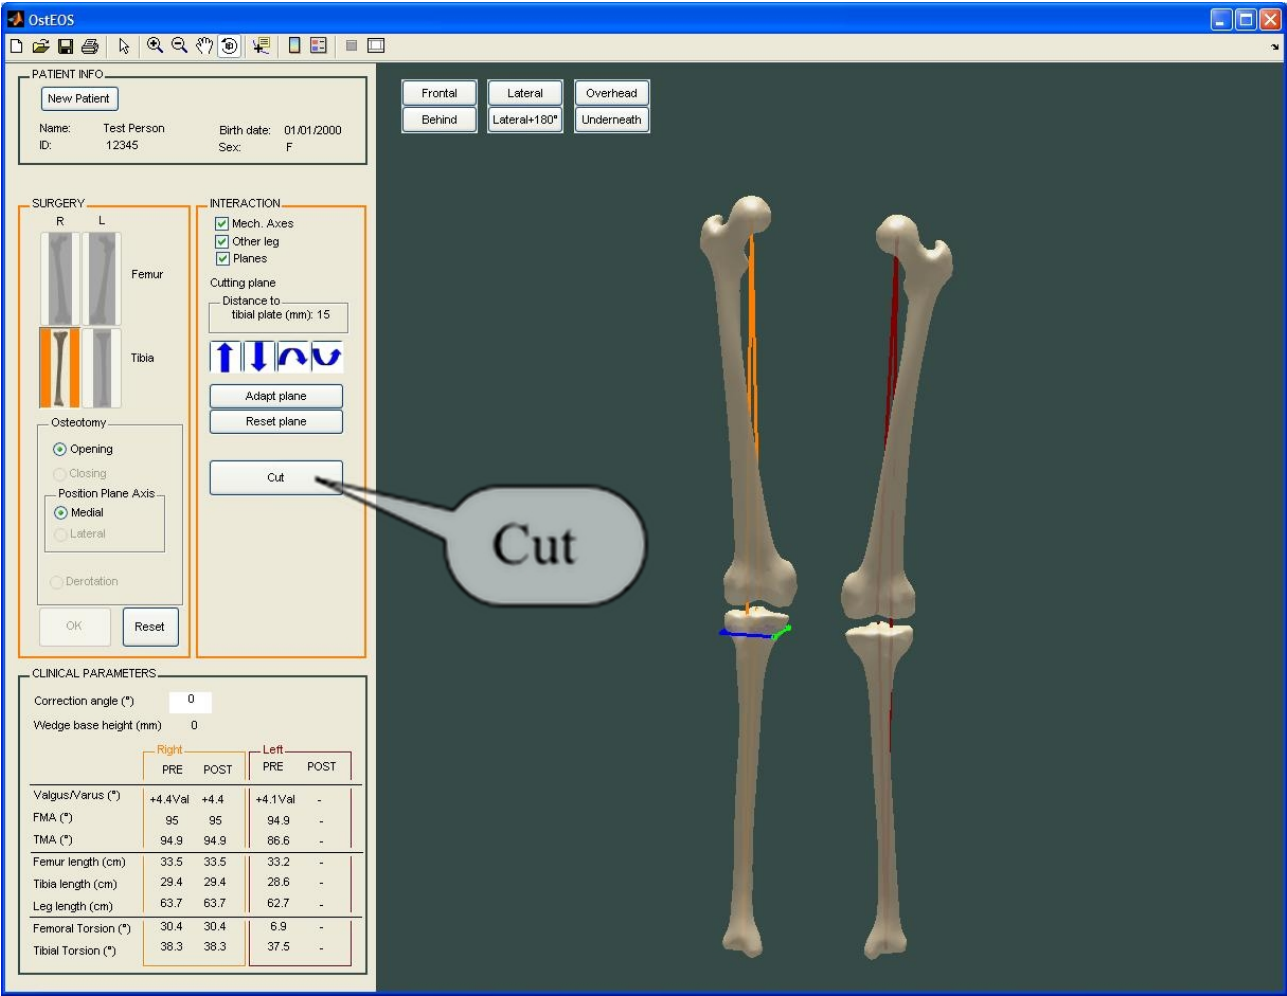 OstEOS
PATIENT INFO
New Patient
Name: Test Person Birth date: 01/01/2000
ID: 12345 Sex: F
Frontal Lateral Overhead
Behind Lateral+180° Underneath
SURGERY
R L
Femur
Tibia
Osteotomy
Opening
Closing
Position Plane Axis
Medial
Lateral
Derotation
OK Reset
INTERACTION
Mech. Axes
Other leg
Planes
Cutting plane
Distance to
tibial plate (mm): 15
Adapt plane
Reset plane
Cut
Cut
CLINICAL PARAMETERS
Correction angle (°) 0
Wedge base height (mm) 0
Right Left
PRE POST PRE POST
Valgus/Varus (°) +4.4Val +4.4 +4.1Val -
FMA (°) 95 95 94.9 -
TMA (°) 94.9 94.9 86.6 -
Femur length (cm) 33.5 33.5 33.2 -
Tibia length (cm) 29.4 29.4 28.6 -
Leg length (cm) 63.7 63.7 62.7 -
Femoral Torsion (°) 30.4 30.4 6.9 -
Tibial Torsion (°) 38.3 38.3 37.5 -